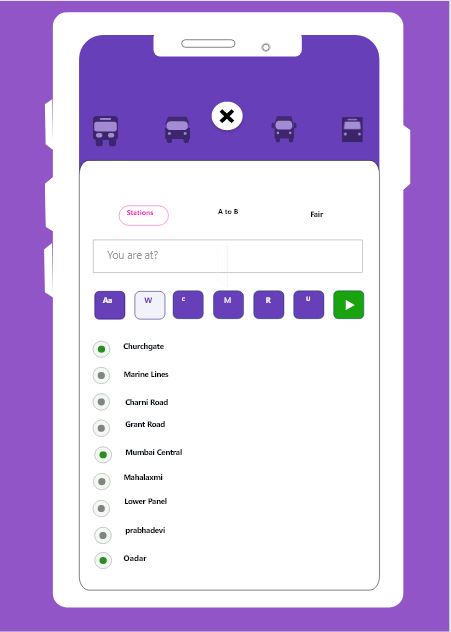 Stations A to B Fair
You are at?
Aa W c M R U
Churchgate
Marine Lines
Charni Road
Grant Road
Mumbai Central
Mahalaxmi
Lower Panel
prabhadevi
Oadar